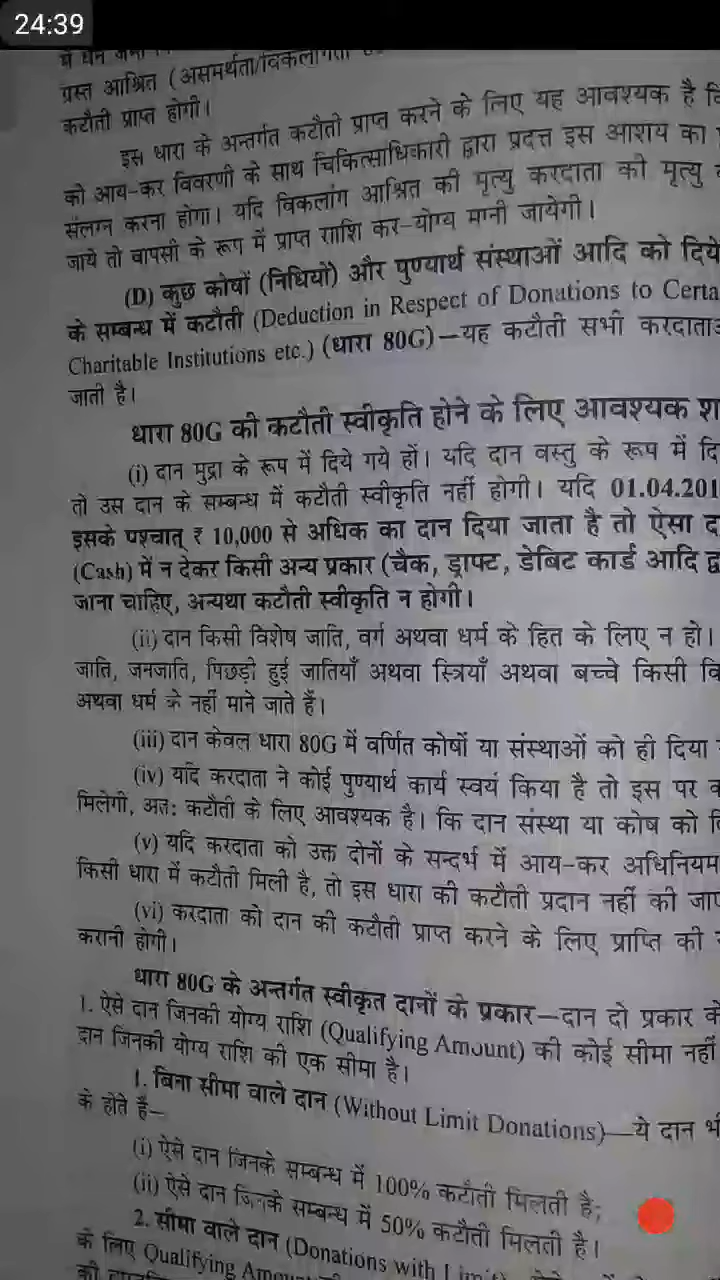 24:39
ग्रस्त आश्रित (असमर्थता/विकलांगता
कटौती प्राप्त होगी।
इस धारा के अन्तर्गत कटौती प्राप्त करने के लिए यह आवश्यक है
को आय-कर विवरणी के साथ चिकित्साधिकारी द्वारा प्रदत्त इस आशय का
संलग्न करना होगा। यदि विकलांग आश्रित की मृत्यु करदाता की मृत्यु
जाये तो वापसी के रूप में प्राप्त राशि कर-योग्य मानी जायेगी।
(D) कुछ कोषों (निधियों) और पुण्यार्थ संस्थाओं आदि को दिये
के सम्बन्ध में कटौती (Deduction in Respect of Donations to Certa
Charitable Institutions etc.) (धारा 80G)—यह कटौती सभी करदाता
जाती है।
धारा 80G की कटौती स्वीकृति होने के लिए आवश्यक श
(i) दान मुद्रा के रूप में दिये गये हों। यदि दान वस्तु के रूप में दि
तो उस दान के सम्बन्ध में कटौती स्वीकृति नहीं होगी। यदि 01.04.201
इसके पश्चात् ₹ 10,000 से अधिक का दान दिया जाता है तो ऐसा द
(Cash) में न देकर किसी अन्य प्रकार (चैक, ड्राफ्ट, डेबिट कार्ड आदि द्व
जाना चाहिए, अन्यथा कटौती स्वीकृति न होगी।
(ii) दान किसी विशेष जाति, वर्ग अथवा धर्म के हित के लिए न हो।
जाति, जनजाति, पिछड़ी हुई जातियाँ अथवा स्त्रियाँ अथवा बच्चे किसी वि
अथवा धर्म के नहीं माने जाते हैं।
(iii) दान केवल धारा 80G में वर्णित कोषों या संस्थाओं को ही दिया
(iv) यदि करदाता ने कोई पुण्यार्थ कार्य स्वयं किया है तो इस पर क
मिलेगी, अतः कटौती के लिए आवश्यक है। कि दान संस्था या कोष को
(v) यदि करदाता को उक्त दोनों के सन्दर्भ में आय-कर अधिनियम
किसी धारा में कटौती मिली है, तो इस धारा की कटौती प्रदान नहीं की जाए
(vi) करदाता को दान की कटौती प्राप्त करने के लिए प्राप्ति की
करानी होगी।
धारा 80G के अन्तर्गत स्वीकृत दानों के प्रकार—दान दो प्रकार के
1. ऐसे दान जिनकी योग्य राशि (Qualifying Amount) की कोई सीमा नहीं
दान जिनकी योग्य राशि की एक सीमा है।
1. बिना सीमा वाले दान (Without Limit Donations)—ये दान भी
के होते हैं—
(i) ऐसे दान जिनके सम्बन्ध में 100% कटौती मिलती है;
(ii) ऐसे दान जिनके सम्बन्ध में 50% कटौती मिलती है।
2. सीमा वाले दान (Donations with Limit)
के लिए Qualifying